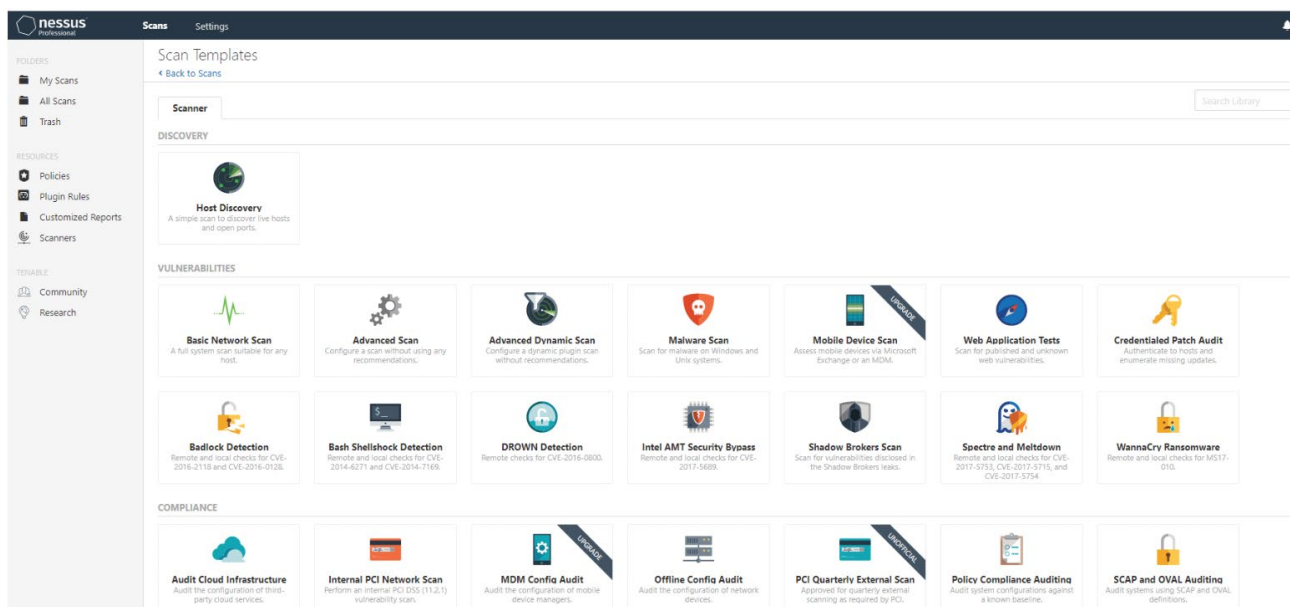 nessus
Professional
Scans
Settings
FOLDERS
My Scans
All Scans
Trash
RESOURCES
Policies
Plugin Rules
Customized Reports
Scanners
TENABLE
Community
Research
Scan Templates
Back to Scans
Scanner
Search Library
DISCOVERY
Host Discovery
A simple scan to discover live hosts
and open ports.
VULNERABILITIES
Basic Network Scan
A full system scan suitable for any
host.
Advanced Scan
Configure a scan without using any
recommendations.
Advanced Dynamic Scan
Configure a dynamic plugin scan
without recommendations.
Malware Scan
Scan for malware on Windows and
Unix systems.
UPGRADE
Mobile Device Scan
Assess mobile devices via Microsoft
Exchange or an MDM.
Web Application Tests
Scan for published and unknown
web vulnerabilities.
Credentialed Patch Audit
Authenticate to hosts and
enumerate missing updates.
Badlock Detection
Remote and local checks for CVE-
2016-2118 and CVE-2016-0128.
$_
Bash Shellshock Detection
Remote and local checks for CVE-
2014-6271 and CVE-2014-7169.
DROWN Detection
Remote checks for CVE-2016-0800.
Intel AMT Security Bypass
Remote and local checks for CVE-
2017-5689.
Shadow Brokers Scan
Scan for vulnerabilities disclosed in
the Shadow Brokers leaks.
Spectre and Meltdown
Remote and local checks for CVE-
2017-5753, CVE-2017-5715, and
CVE-2017-5754
WannaCry Ransomware
Remote and local checks for MS17-
010.
COMPLIANCE
Audit Cloud Infrastructure
Audit the configuration of third-
party cloud services.
Internal PCI Network Scan
Perform an internal PCI DSS (11.2.1)
vulnerability scan.
UPGRADE
MDM Config Audit
Audit the configuration of mobile
device managers.
Offline Config Audit
Audit the configuration of network
devices.
UNOFFICIAL
PCI Quarterly External Scan
Approved for quarterly external
scanning as required by PCI.
Policy Compliance Auditing
Audit system configurations against
a known baseline.
SCAP and OVAL Auditing
Audit systems using SCAP and OVAL
definitions.